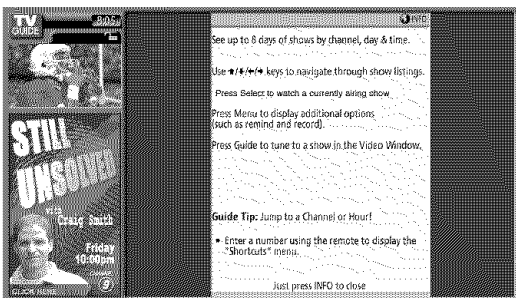 TV
GUIDE
8:05
INFO
See up to 8 days of shows by channel, day & time.
Use ↑/↓/←/→ keys to navigate through show listings.
Press Select to watch a currently airing show
Press Menu to display additional options
(such as remind and record).
Press Guide to tune to a show in the Video Window.
STILL
UNSOLVED
with
Craig Smith
Friday
10:00pm
Channel
9
CLICK HERE
Guide Tip: Jump to a Channel or Hour!
• Enter a number using the remote to display the
"Shortcuts" menu.
Just press INFO to close